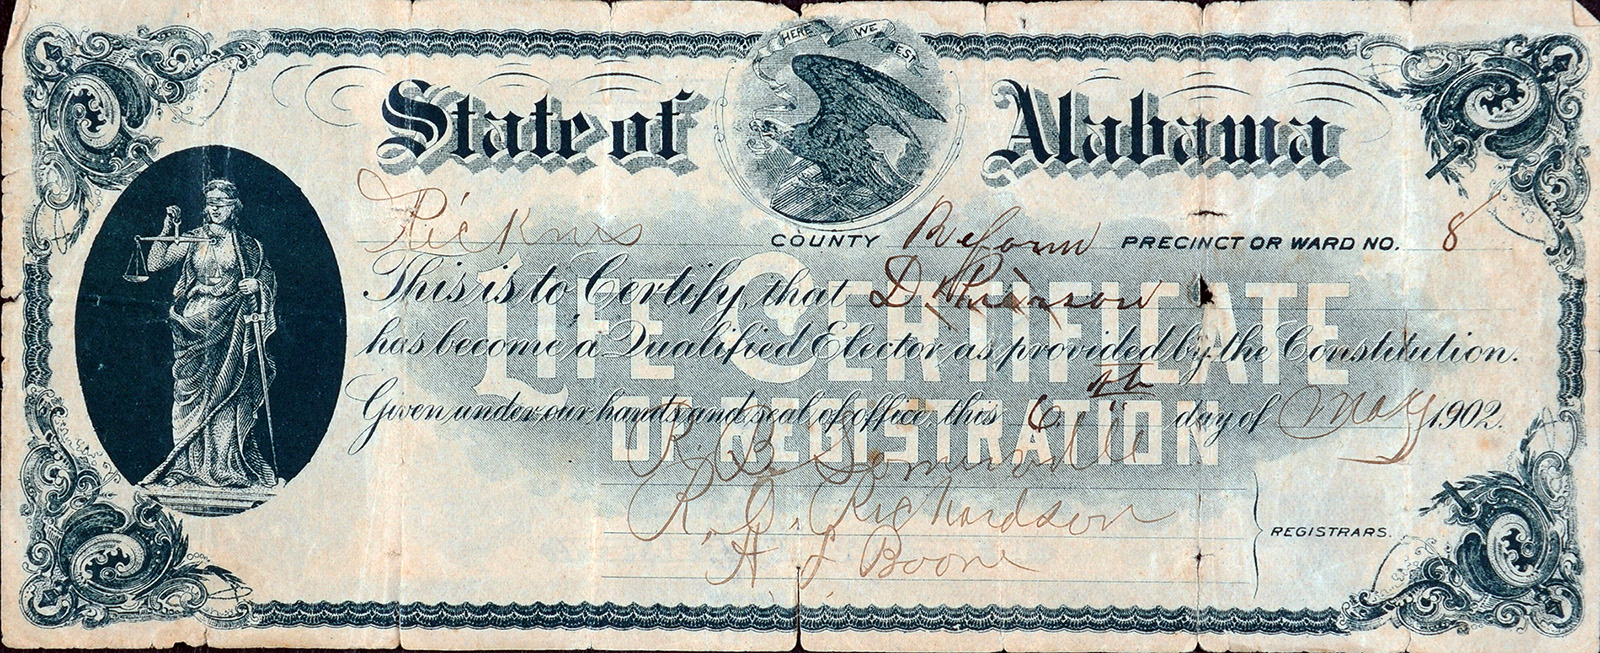 HERE WE REST
State of Alabama
Pickens COUNTY Reform PRECINCT OR WARD NO. 8
This is to Certify, that D. Pearson
has become a Qualified Elector, as provided by the Constitution.
LIFE CERTIFICATE
OF REGISTRATION
Given under our hands and seal of office, this 6th day of May 1902.
R. B. Somerville
R. J. Richardson
REGISTRARS.
A L Boone